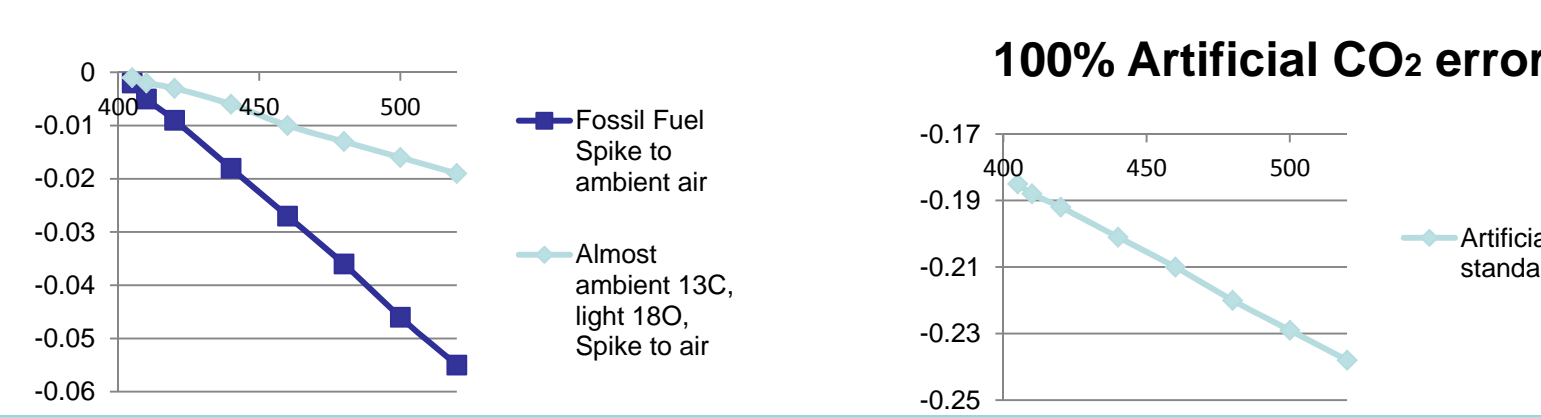 0
-0.01
-0.02
-0.03
-0.04
-0.05
-0.06
400 450 500
Fossil Fuel
Spike to
ambient air
Almost
ambient 13C,
light 18O,
Spike to air
100% Artificial CO2 error
-0.17
-0.19
-0.21
-0.23
-0.25
400 450 500
Artificia
standa